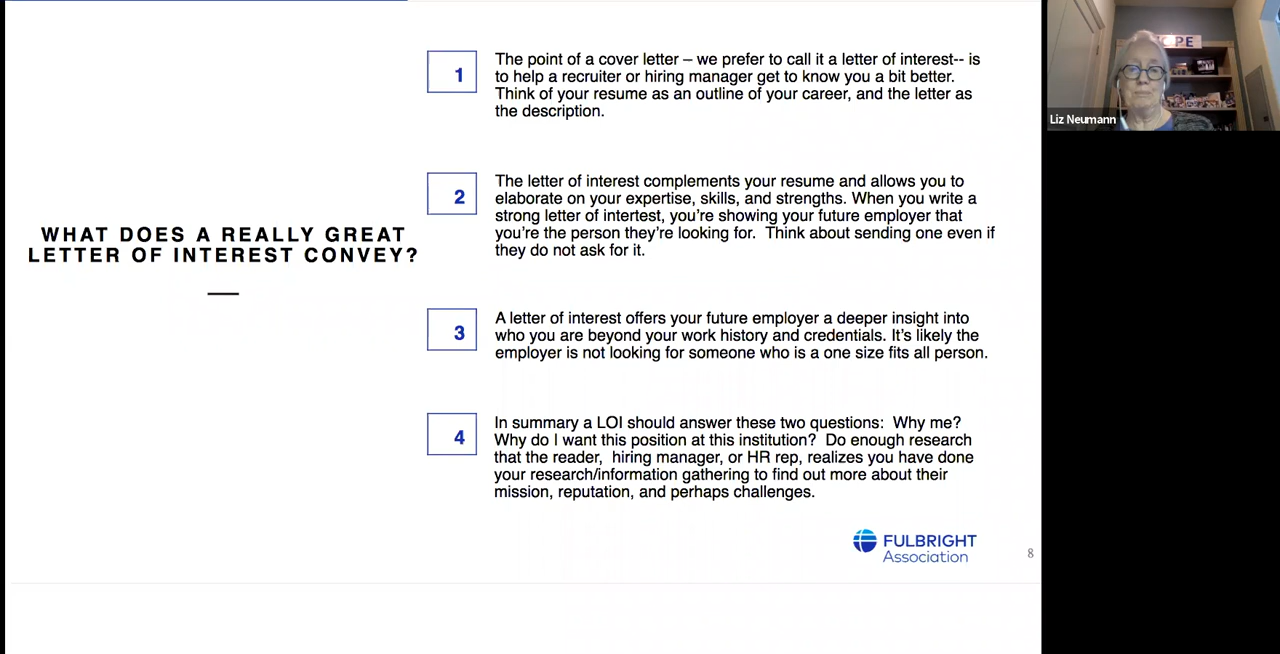 WHAT DOES A REALLY GREAT
LETTER OF INTEREST CONVEY?
1
The point of a cover letter – we prefer to call it a letter of interest-- is
to help a recruiter or hiring manager get to know you a bit better.
Think of your resume as an outline of your career, and the letter as
the description.
2
The letter of interest complements your resume and allows you to
elaborate on your expertise, skills, and strengths. When you write a
strong letter of intertest, you're showing your future employer that
you're the person they're looking for.  Think about sending one even if
they do not ask for it.
3
A letter of interest offers your future employer a deeper insight into
who you are beyond your work history and credentials. It's likely the
employer is not looking for someone who is a one size fits all person.
4
In summary a LOI should answer these two questions:  Why me?
Why do I want this position at this institution?  Do enough research
that the reader,  hiring manager, or HR rep, realizes you have done
your research/information gathering to find out more about their
mission, reputation, and perhaps challenges.
FULBRIGHT
Association
8
Liz Neumann